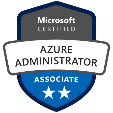 Microsoft
CERTIFIED
AZURE
ADMINISTRATOR
ASSOCIATE